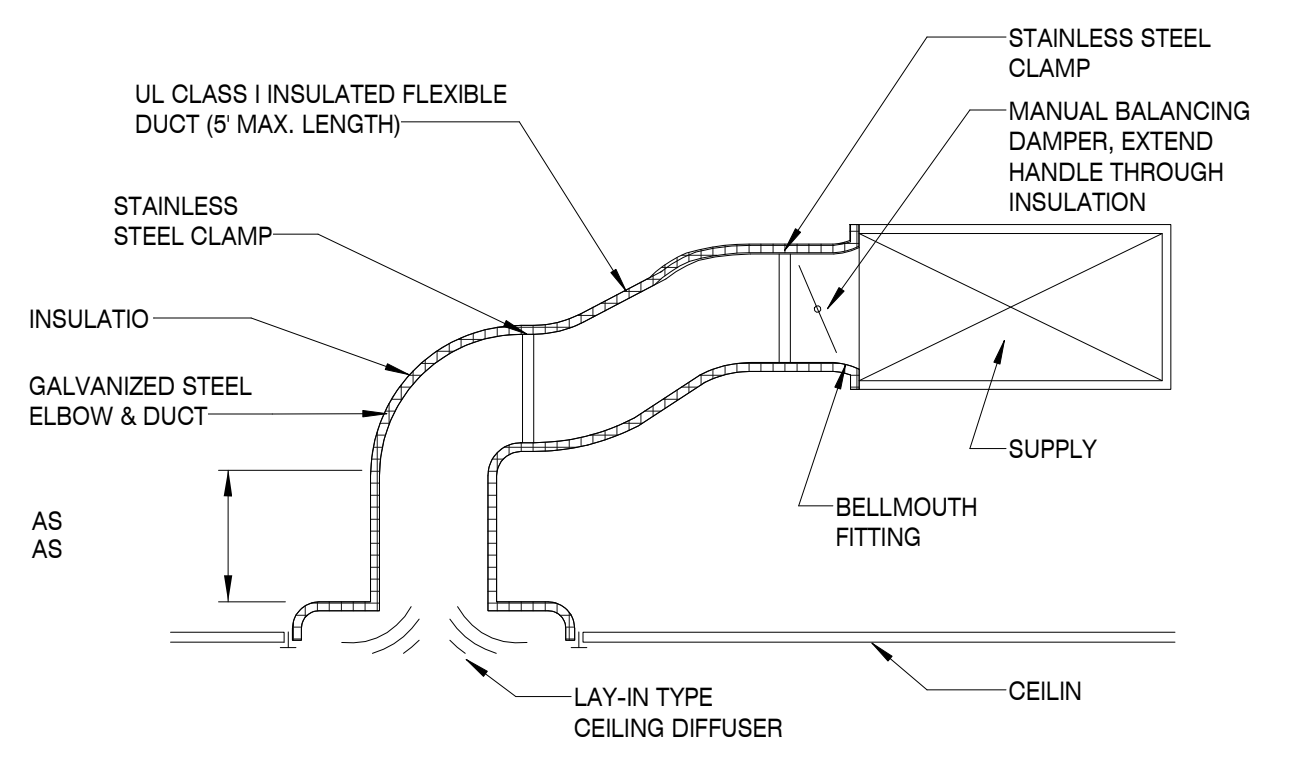 STAINLESS STEEL
CLAMP
UL CLASS I INSULATED FLEXIBLE
DUCT (5' MAX. LENGTH)
MANUAL BALANCING
DAMPER, EXTEND
HANDLE THROUGH
INSULATION
STAINLESS
STEEL CLAMP
INSULATIO
GALVANIZED STEEL
ELBOW & DUCT
SUPPLY
BELLMOUTH
FITTING
AS
AS
CEILIN
LAY-IN TYPE
CEILING DIFFUSER